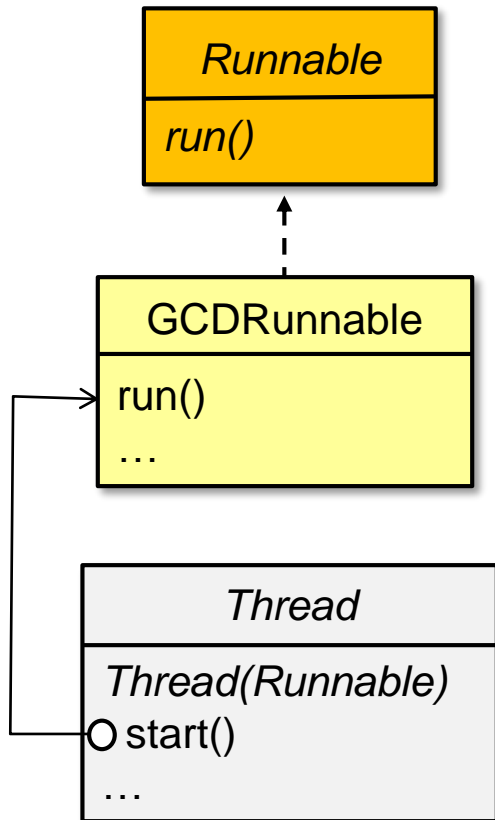 Runnable
run()
GCDRunnable
run()
…
Thread
Thread(Runnable)
start()
…